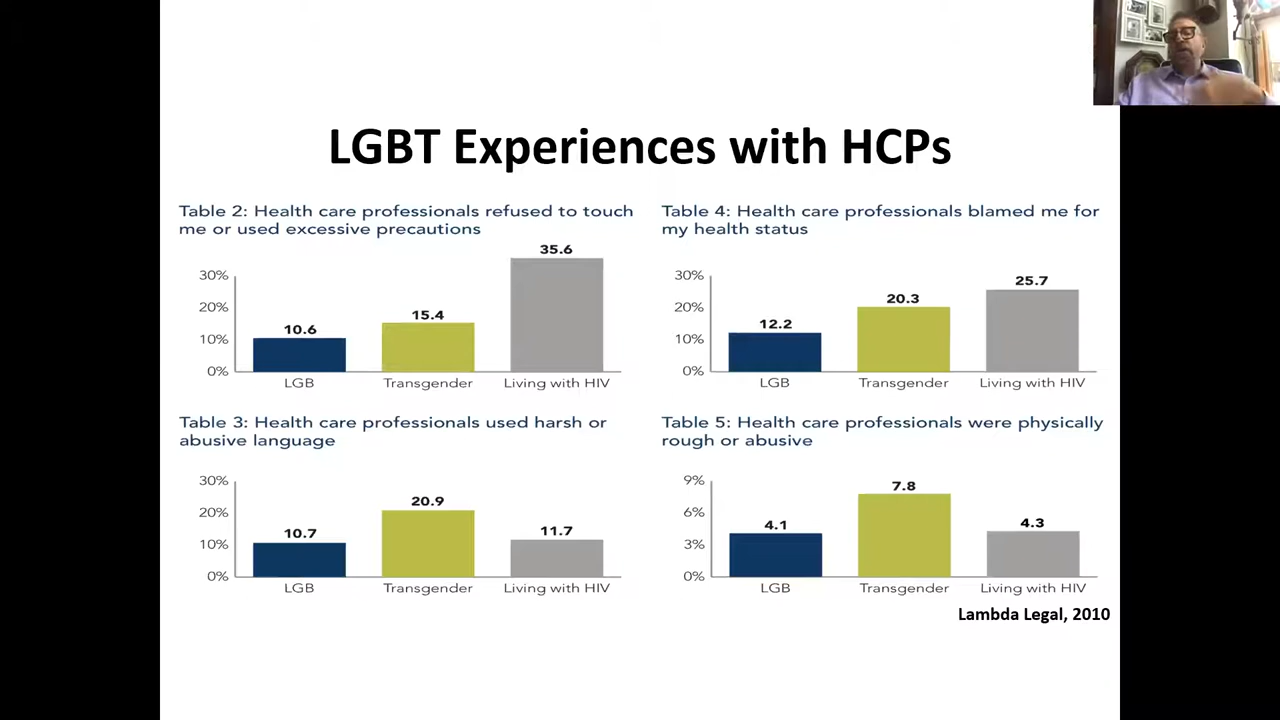 LGBT Experiences with HCPs
Table 2: Health care professionals refused to touch
me or used excessive precautions
35.6
30%
20%
15.4
10.6
10%
0%
LGB
Transgender
Living with HIV
Table 4: Health care professionals blamed me for
my health status
30%
25.7
20.3
20%
12.2
10%
0%
LGB
Transgender
Living with HIV
Table 3: Health care professionals used harsh or
abusive language
30%
20.9
20%
10.7
11.7
10%
0%
LGB
Transgender
Living with HIV
Table 5: Health care professionals were physically
rough or abusive
9%
7.8
6%
4.1
4.3
3%
0%
LGB
Transgender
Living with HIV
Lambda Legal, 2010